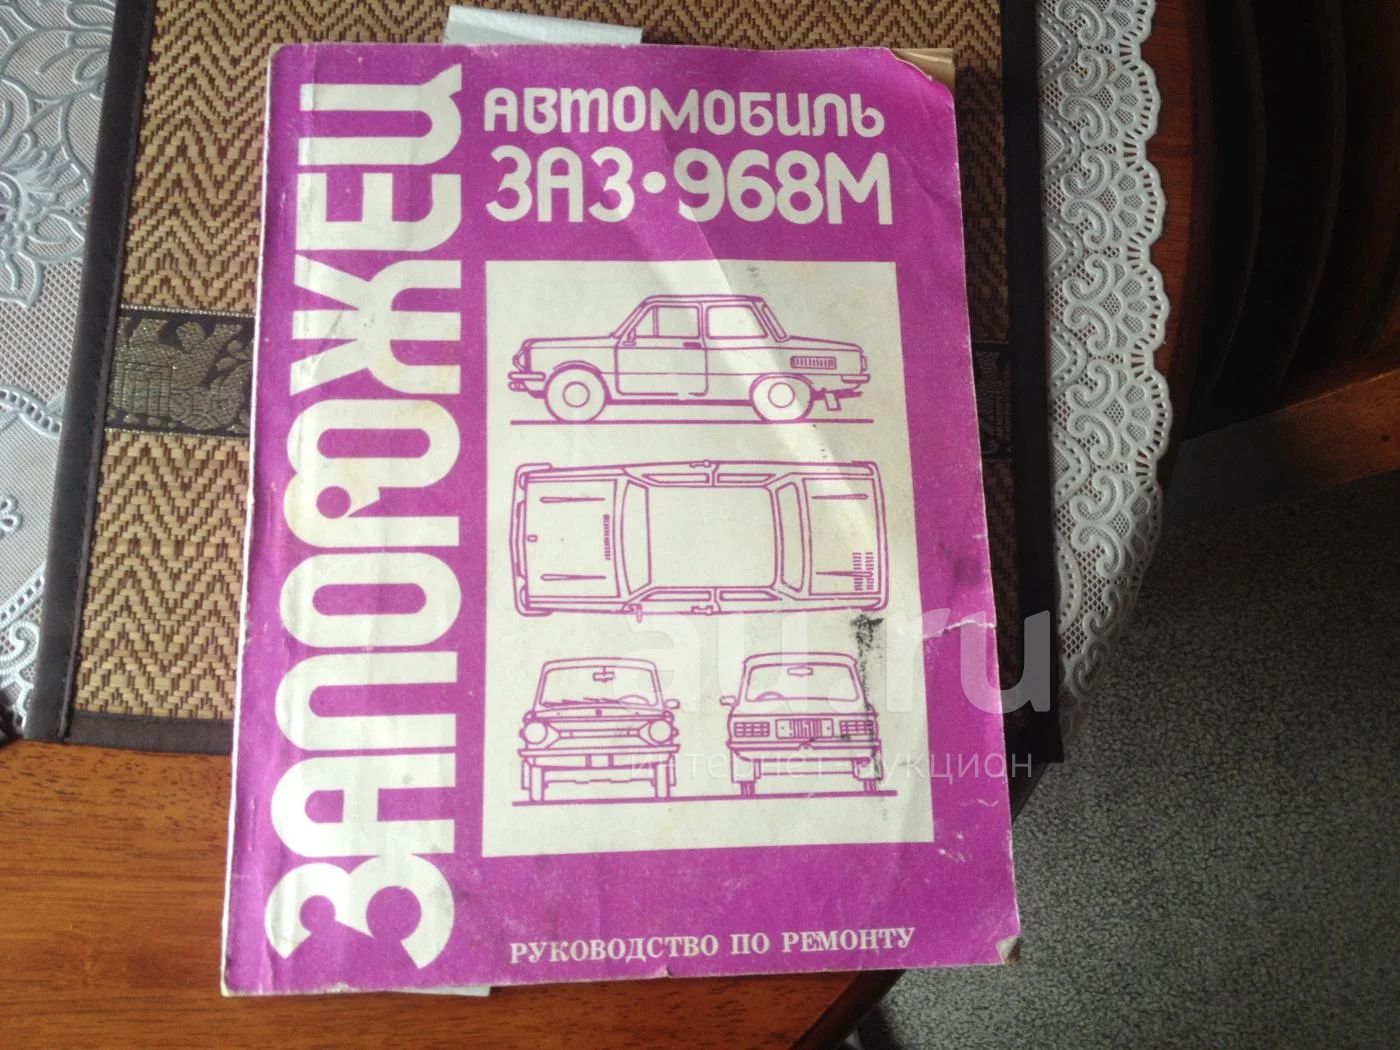 ЗАПОРОЖЕЦ
АВТОМОБИЛЬ
ЗАЗ·968М
РУКОВОДСТВО ПО РЕМОНТУ
au.ru
интернет-аукцион